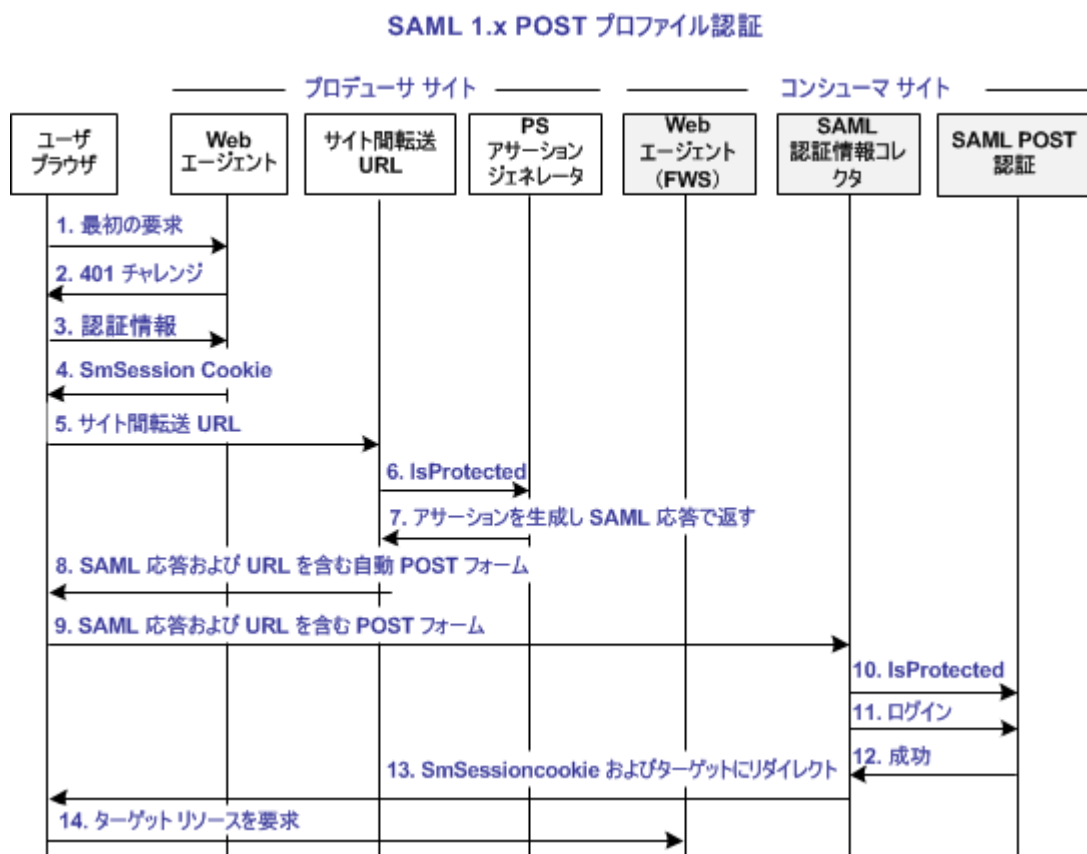 SAML 1.x POST プロファイル認証
プロデューサ サイト
コンシューマ サイト
ユーザ
ブラウザ
Web
エージェント
サイト間転送
URL
PS
アサーション
ジェネレータ
Web
エージェント
(FWS)
SAML
認証情報コレ
クタ
SAML POST
認証
1. 最初の要求
2. 401 チャレンジ
3. 認証情報
4. SmSession Cookie
5. サイト間転送 URL
6. IsProtected
7. アサーションを生成し SAML 応答で返す
8. SAML 応答および URL を含む自動 POST フォーム
9. SAML 応答および URL を含む POST フォーム
10. IsProtected
11. ログイン
12. 成功
13. SmSessioncookie およびターゲットにリダイレクト
14. ターゲット リソースを要求